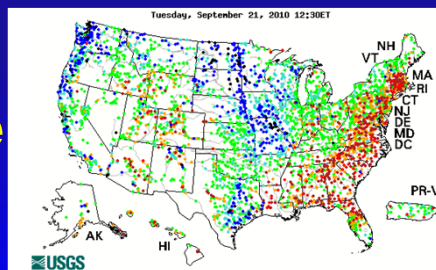 Tuesday, September 21, 2010 12:30ET
NH
VT
MA
RI
CT
NJ
DE
MD
DC
PR-V
AK
HI
USGS